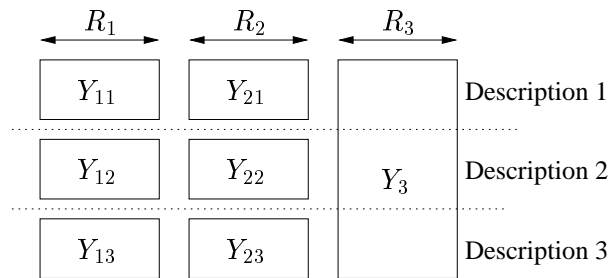 R₁ R₂ R₃
Y₁₁ Y₂₁ Description 1
Y₁₂ Y₂₂ Y₃ Description 2
Y₁₃ Y₂₃ Description 3